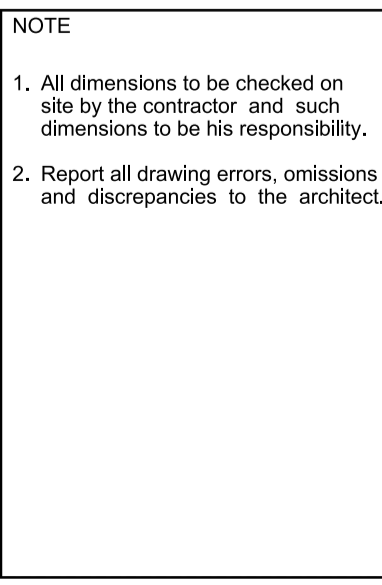 NOTE
1. All dimensions to be checked on
site by the contractor and such
dimensions to be his responsibility.
2. Report all drawing errors, omissions
and discrepancies to the architect.